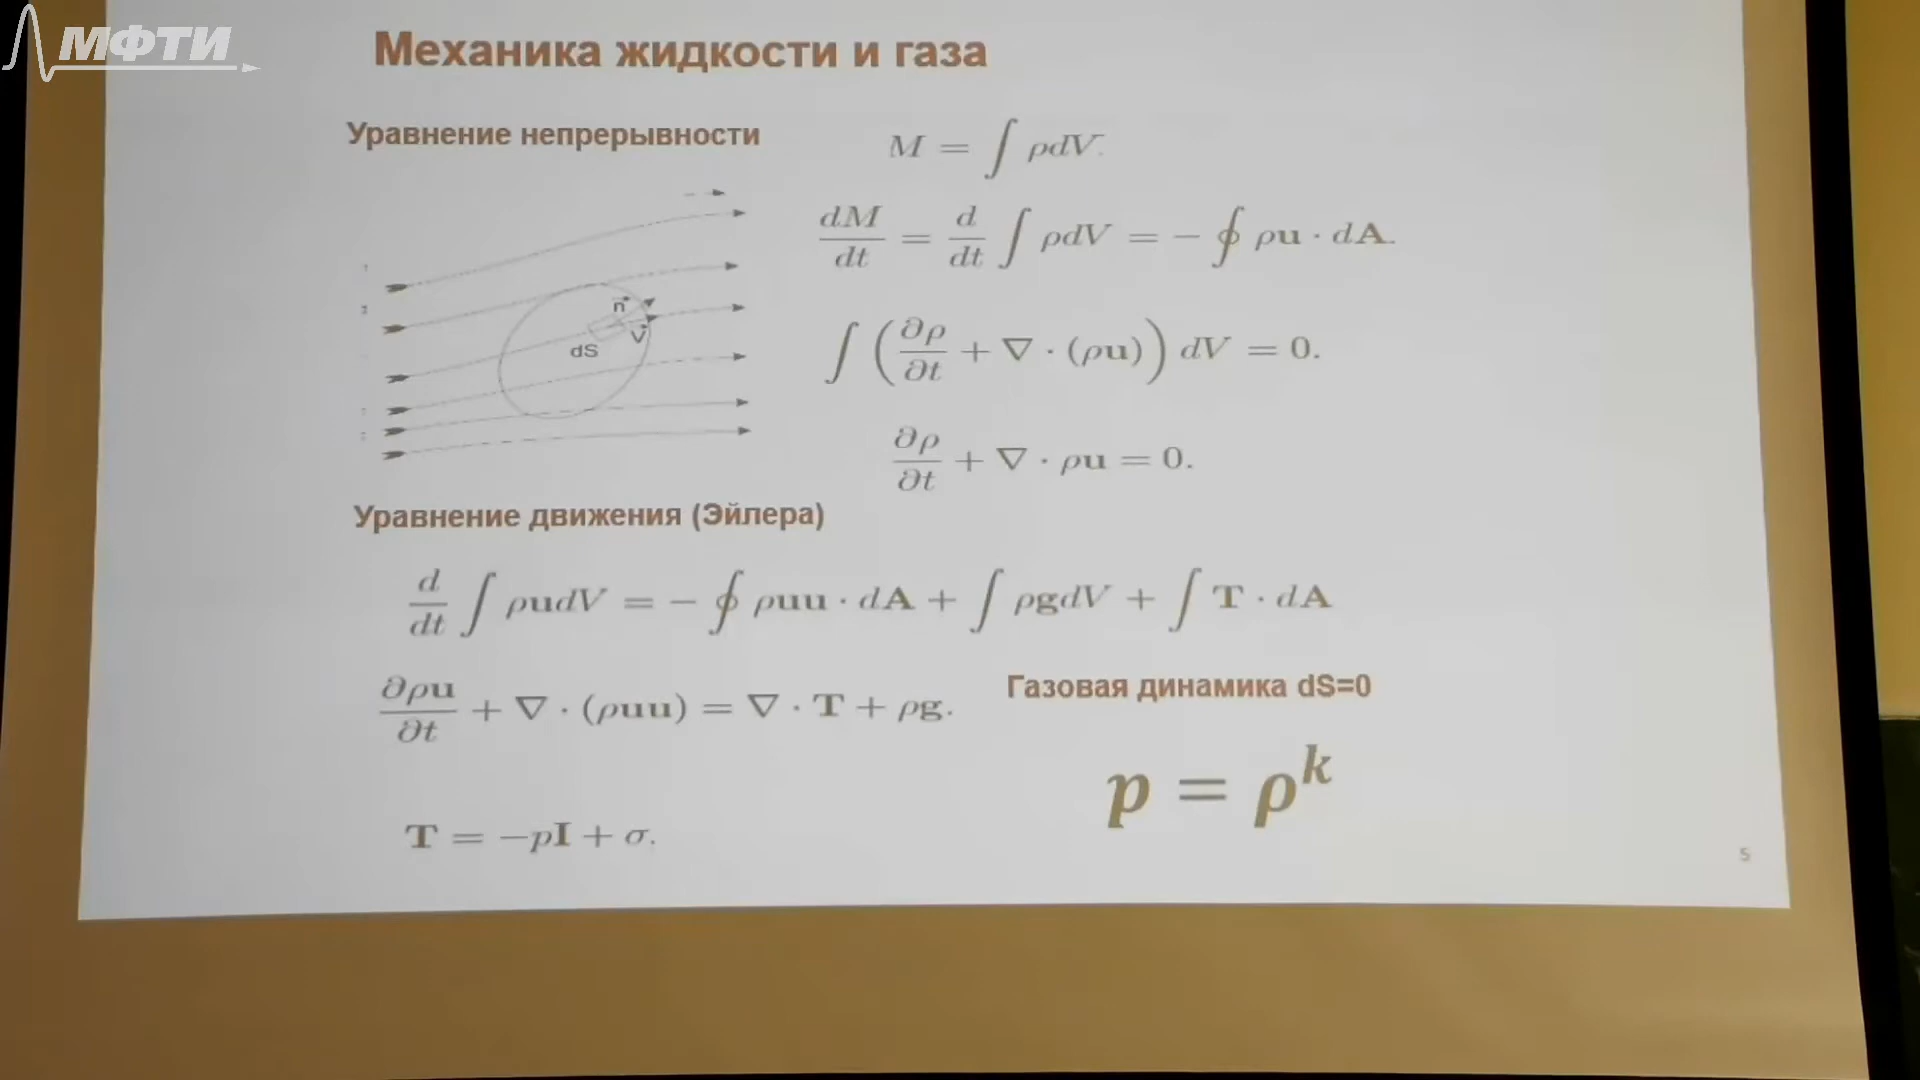 МФТИ
Механика жидкости и газа
Уравнение непрерывности
M = ∫ ρdV.
dM/dt = d/dt ∫ ρdV = − ∮ ρu · dA.
n
V
dS
∫ (∂ρ/∂t + ∇ · (ρu)) dV = 0.
∂ρ/∂t + ∇ · ρu = 0.
Уравнение движения (Эйлера)
d/dt ∫ ρudV = − ∮ ρuu · dA + ∫ ρgdV + ∫ T · dA
∂ρu/∂t + ∇ · (ρuu) = ∇ · T + ρg.
Газовая динамика dS=0
p = ρ^k
T = −pI + σ.
5